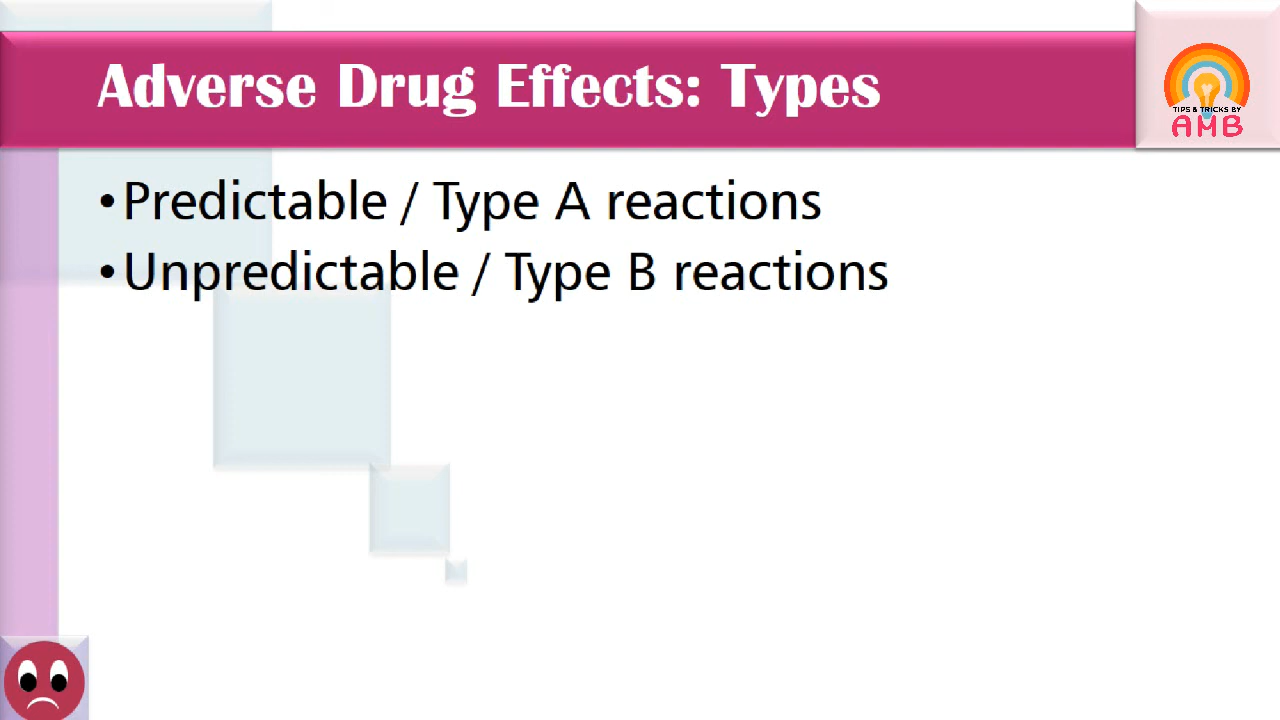 Adverse Drug Effects: Types
TIPS & TRICKS BY
AMB
•Predictable / Type A reactions
•Unpredictable / Type B reactions